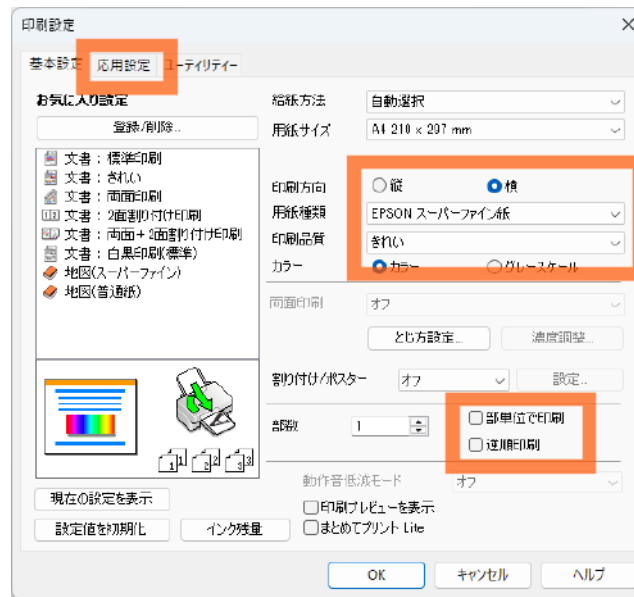 印刷設定
基本設定 応用設定 ユーティリティー
お気に入り設定
登録/削除...
文書：標準印刷
文書：きれい
文書：両面印刷
文書：2面割り付け印刷
文書：両面+2面割り付け印刷
文書：白黒印刷(標準)
地図(スーパーファイン)
地図(普通紙)
1 1 2 2 3 3
現在の設定を表示
設定値を初期化 インク残量
給紙方法 自動選択
用紙サイズ A4 210 x 297 mm
印刷方向 縦 横
用紙種類 EPSON スーパーファイン紙
印刷品質 きれい
カラー カラー グレースケール
両面印刷 オフ
とじ方設定... 濃度調整...
割り付け/ポスター オフ 設定...
部数 1 部単位で印刷
逆順印刷
動作音低減モード オフ
印刷プレビューを表示
まとめてプリント Lite
OK キャンセル ヘルプ